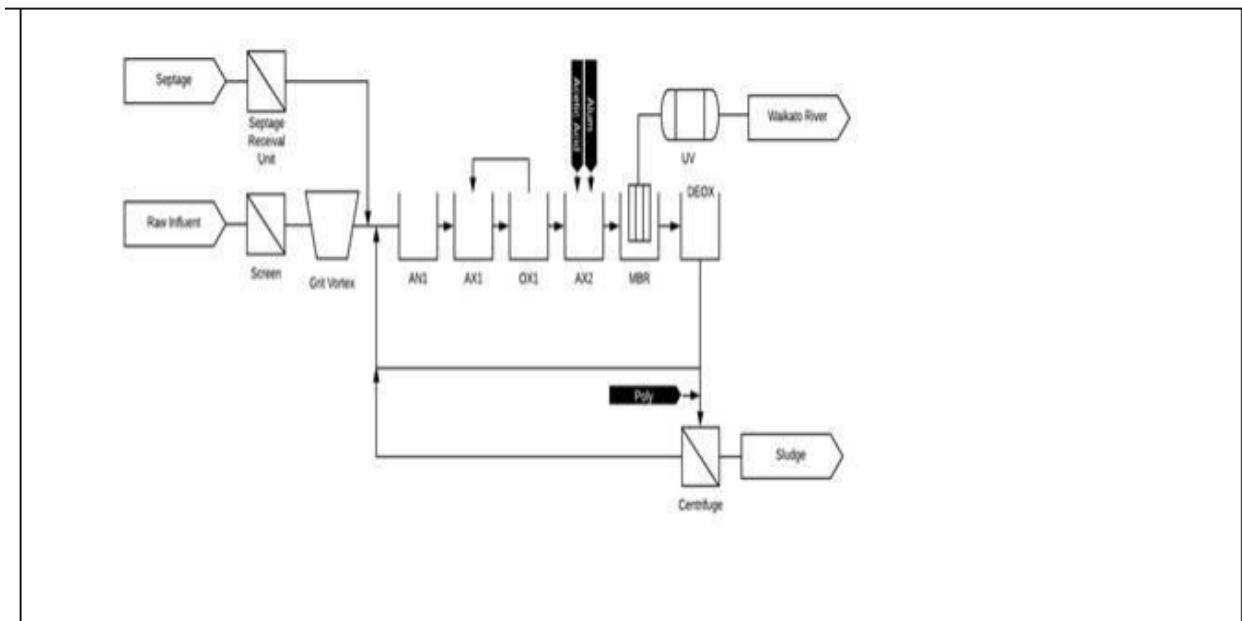 Septage
Septage
Receival
Unit
Acetic Acid
Alum
UV
Waikato River
Raw Influent
Screen
Grit Vortex
AN1
AX1
OX1
AX2
MBR
DEOX
Poly
Centrifuge
Sludge